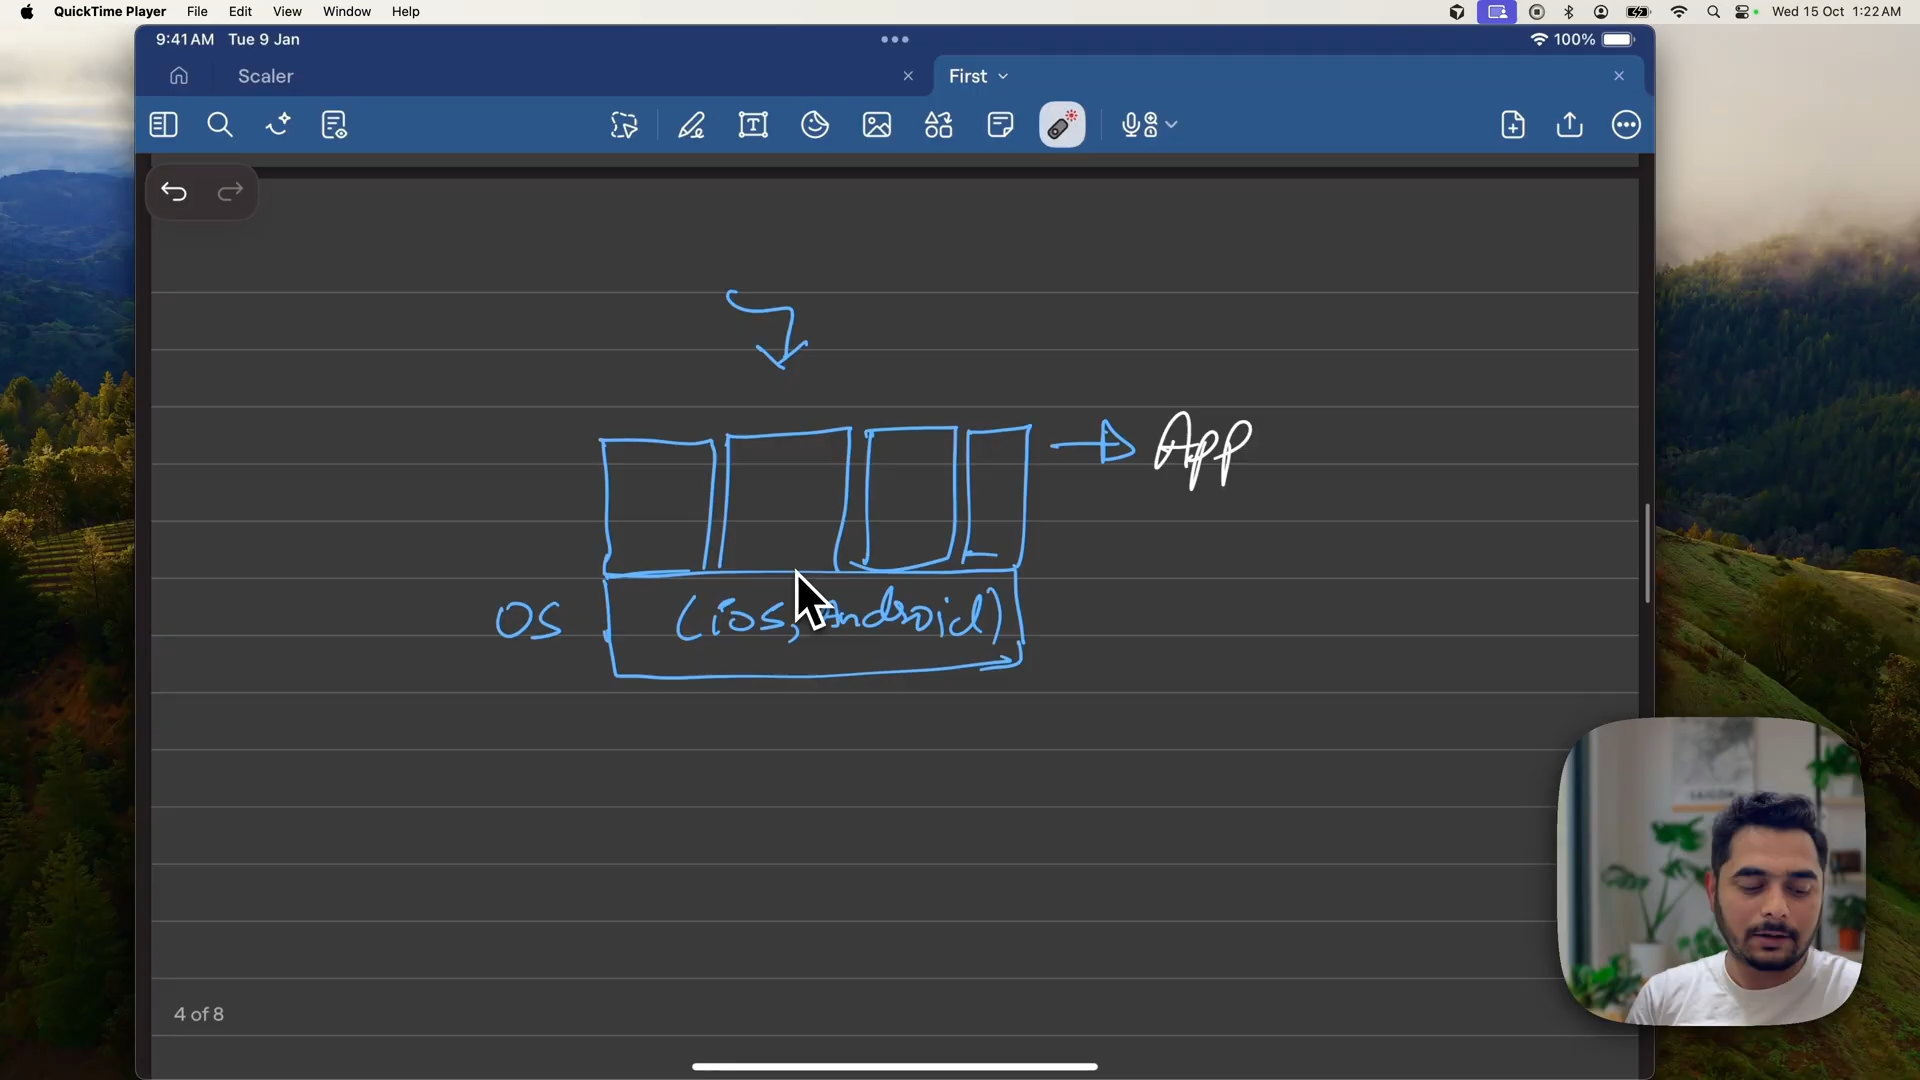 QuickTime Player File Edit View Window Help Wed 15 Oct 1:22 AM
9:41 AM Tue 9 Jan 100%
Scaler First
App
OS (ios, Android)
4 of 8